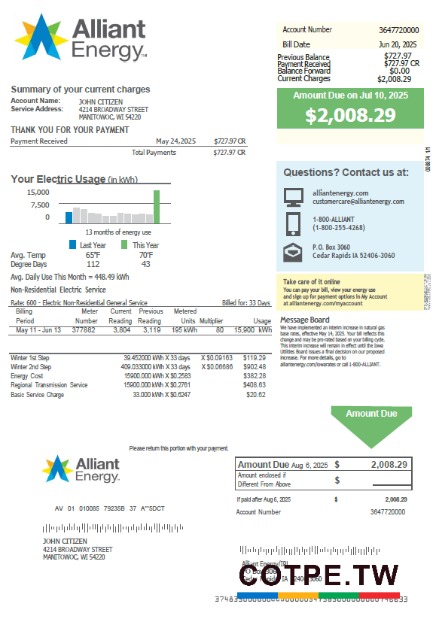 Alliant
Energy™
Account Number 3647720000
Bill Date Jun 20, 2025
Previous Balance $727.97
Payment Received $727.97 CR
Balance Forward $0.00
Current Charges $2,008.29
Amount Due on Jul 10, 2025
$2,008.29
Summary of your current charges
Account Name: JOHN CITIZEN
Service Address: 4214 BROADWAY STREET
MANITOWOC, WI 54220
THANK YOU FOR YOUR PAYMENT
Payment Received May 24,2025 $727.97 CR
Total Payments $727.97 CR
Your Electric Usage (in kWh)
15,000
7,500
0
13 months of energy use
Last Year This Year
Avg. Temp 65°F 70°F
Degree Days 112 43
Avg. Daily Use This Month = 448.49 kWh
Non-Residential Electric Service
Rate: 600 - Electric Non-Residential General Service Billed for: 33 Days
Billing Meter Current Previous Metered
Period Number Reading Reading Units Multiplier Usage
May 11 - Jun 13 377862 3,804 3,119 195 kWh 80 15,900 kWh
Winter 1st Step 39.452000 kWh X 33 days X $0.09163 $119.29
Winter 2nd Step 409.033000 kWh X 33 days X $0.06686 $902.48
Energy Cost 15900.000 kWh X $0.2583 $382.28
Regional Transmission Service 15900.000 kWh X $0.2761 $408.63
Basic Service Charge 33.000 kWh X $0.6247 $20.62
Questions? Contact us at:
alliantenergy.com
customercare@alliantenergy.com
1-800-ALLIANT
(1-800-255-4268)
P.O. Box 3060
Cedar Rapids IA 52406-3060
Take care of it online
You can pay your bill, view your energy use
and sign up for payment options in My Account
at alliantenergy.com/myaccount
Message Board
We have implemented an interim increase in natural gas
base rates, effective May 14, 2025. Your bill reflects this
change and may be pro-rated based on your billing cycle.
This interim increase will remain in effect until the Iowa
Utilities Board issues a final decision on our proposed
increase. For more details, go to
alliantenergy.com/iowarates or call 1-800-ALLIANT.
Amount Due
Please return this portion with your payment
Alliant
Energy.
Amount Due Aug 6, 2025 $ 2,008.29
Amount enclosed if
Different From Above $
If paid after Aug 6, 2025 $ 2,008.29
Account Number 3647720000
JOHN CITIZEN
4214 BROADWAY STREET
MANITOWOC, WI 54220
COTPE.TW